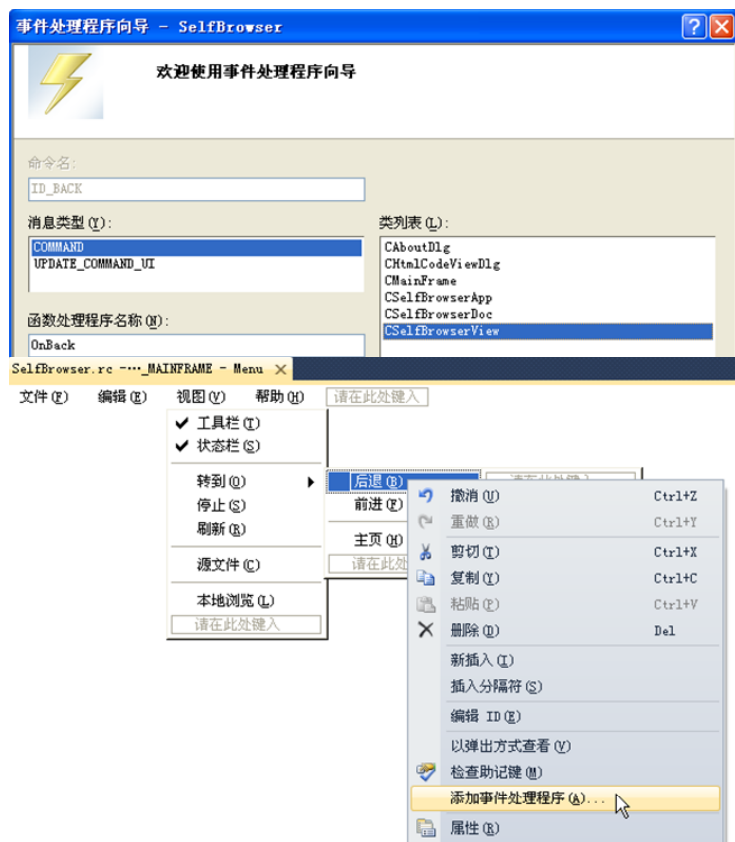 事件处理程序向导 - SelfBrowser
欢迎使用事件处理程序向导
命令名:
ID_BACK
消息类型(Y):
COMMAND
UPDATE_COMMAND_UI
函数处理程序名称(N):
OnBack
类列表(L):
CAboutDlg
CHtmlCodeViewDlg
CMainFrame
CSelfBrowserApp
CSelfBrowserDoc
CSelfBrowserView
SelfBrowser.rc -···_MAINFRAME - Menu
文件(F) 编辑(E) 视图(V) 帮助(H) 请在此处键入
工具栏(T)
状态栏(S)
转到(O)
停止(S)
刷新(R)
源文件(C)
本地浏览(L)
请在此处键入
后退(B)
前进(F)
主页(H)
请在此处
请在此处键入
撤消(U) Ctrl+Z
重做(R) Ctrl+Y
剪切(T) Ctrl+X
复制(Y) Ctrl+C
粘贴(P) Ctrl+V
删除(D) Del
新插入(I)
插入分隔符(S)
编辑 ID(E)
以弹出方式查看(V)
检查助记键(M)
添加事件处理程序(A)...
属性(R)